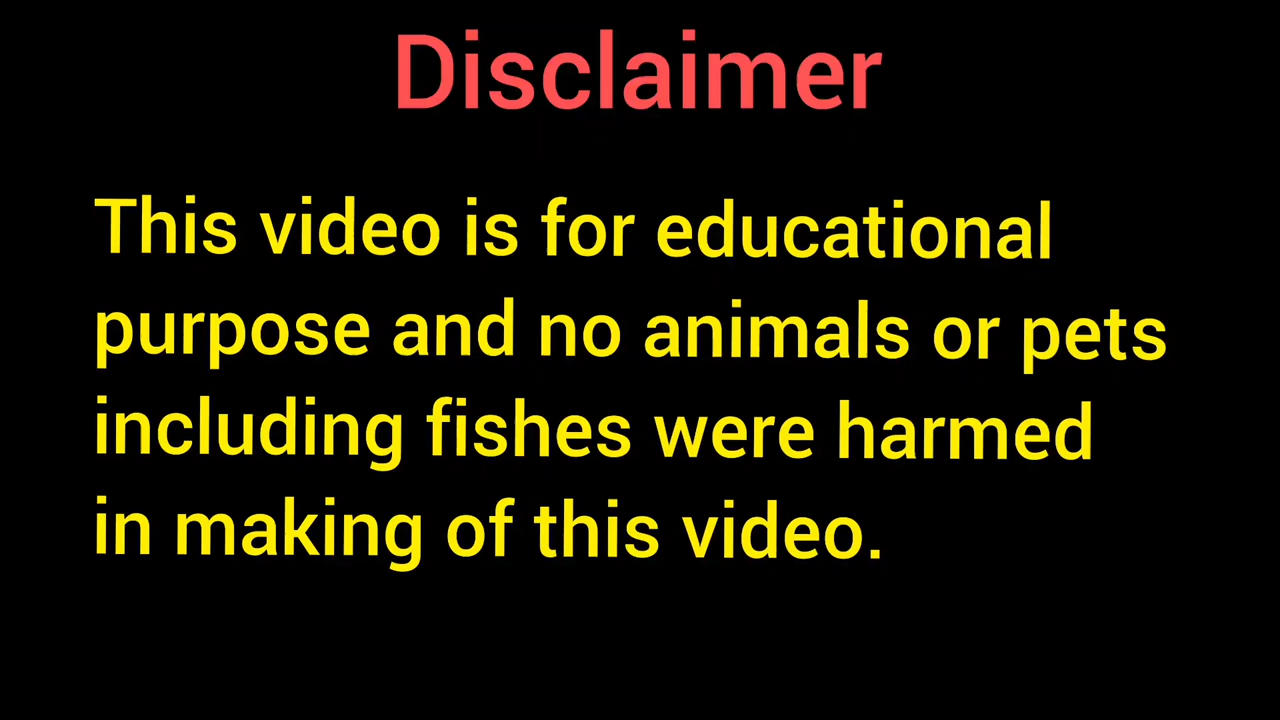 Disclaimer
This video is for educational
purpose and no animals or pets
including fishes were harmed
in making of this video.